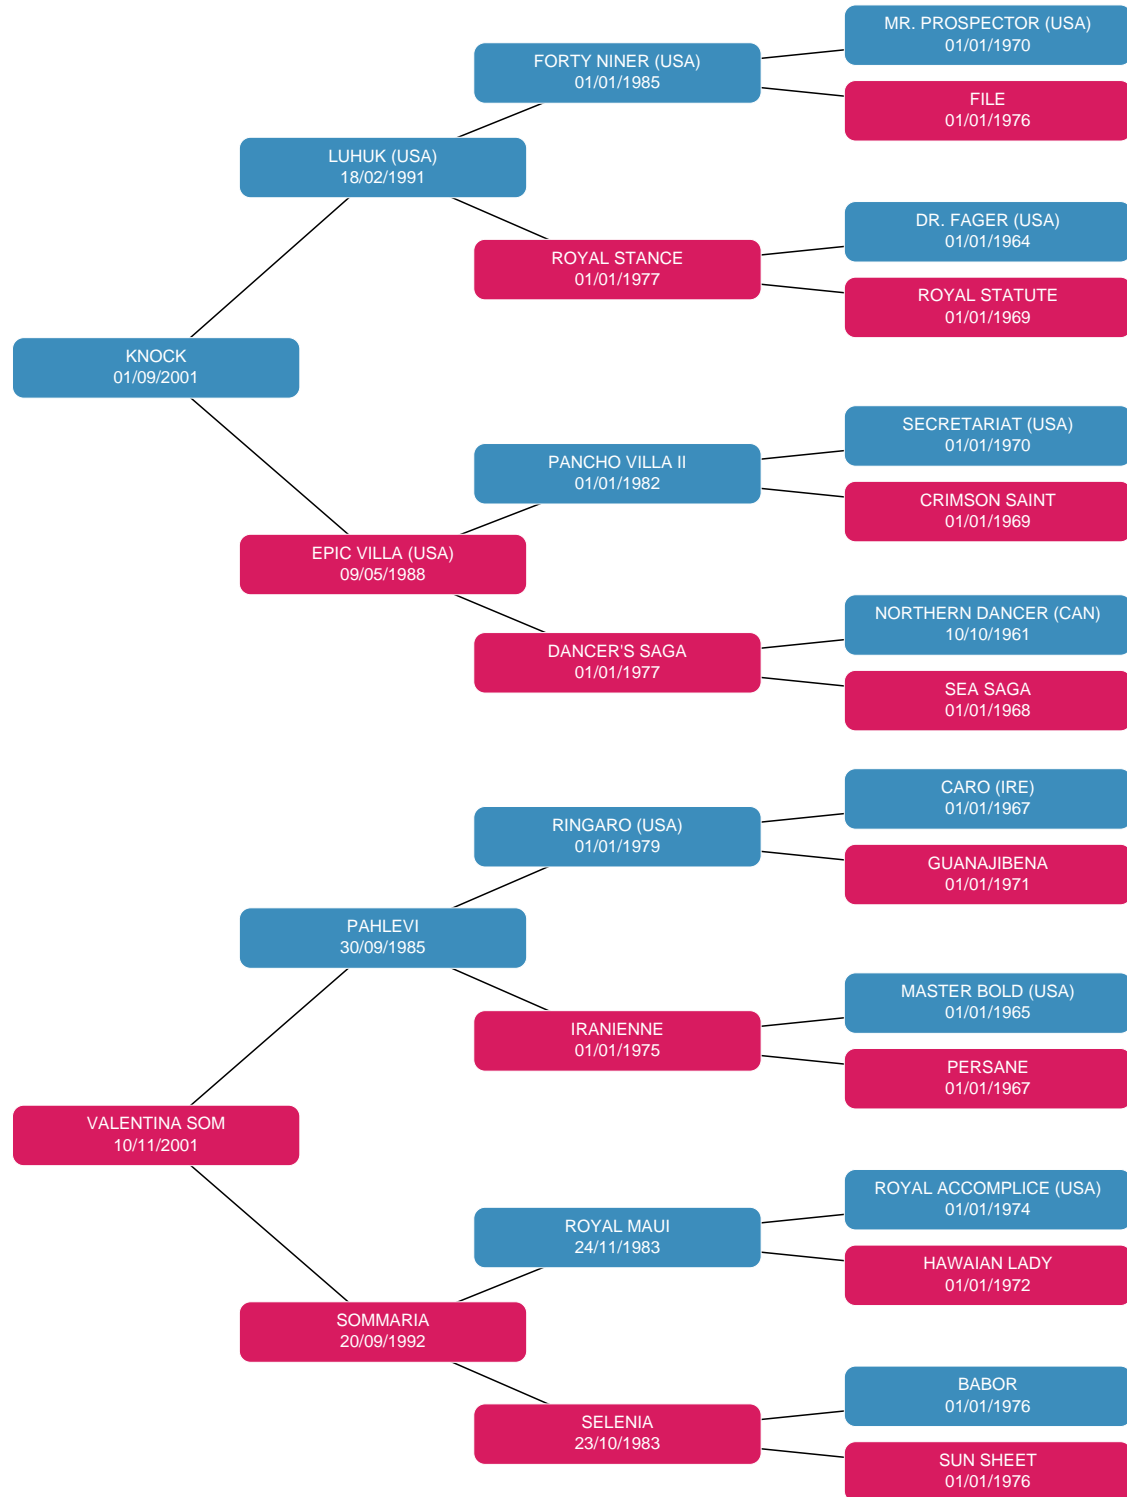 MR. PROSPECTOR (USA)
01/01/1970
FORTY NINER (USA)
01/01/1985
FILE
01/01/1976
LUHUK (USA)
18/02/1991
DR. FAGER (USA)
01/01/1964
ROYAL STANCE
01/01/1977
ROYAL STATUTE
01/01/1969
KNOCK
01/09/2001
SECRETARIAT (USA)
01/01/1970
PANCHO VILLA II
01/01/1982
CRIMSON SAINT
01/01/1969
EPIC VILLA (USA)
09/05/1988
NORTHERN DANCER (CAN)
10/10/1961
DANCER'S SAGA
01/01/1977
SEA SAGA
01/01/1968
CARO (IRE)
01/01/1967
RINGARO (USA)
01/01/1979
GUANAJIBENA
01/01/1971
PAHLEVI
30/09/1985
MASTER BOLD (USA)
01/01/1965
IRANIENNE
01/01/1975
PERSANE
01/01/1967
VALENTINA SOM
10/11/2001
ROYAL ACCOMPLICE (USA)
01/01/1974
ROYAL MAUI
24/11/1983
HAWAIAN LADY
01/01/1972
SOMMARIA
20/09/1992
BABOR
01/01/1976
SELENIA
23/10/1983
SUN SHEET
01/01/1976